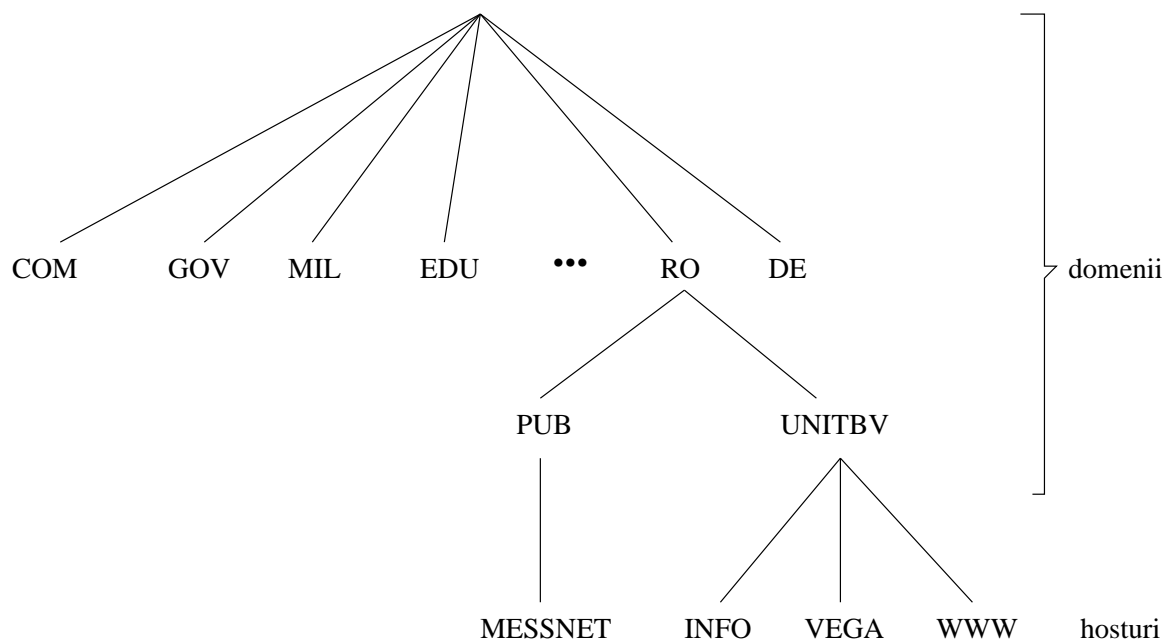 COM GOV MIL EDU ••• RO DE domenii
PUB UNITBV
MESSNET INFO VEGA WWW hosturi